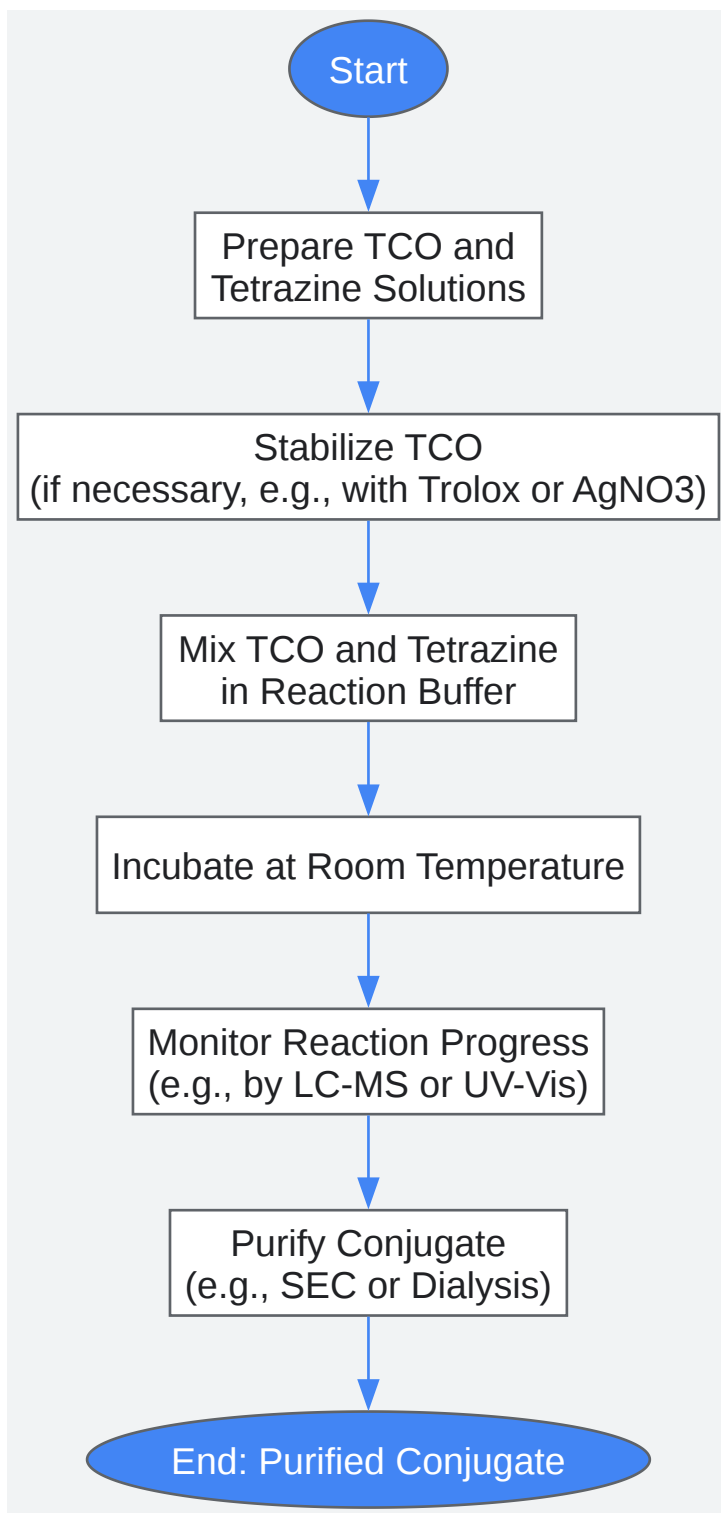 Start
Prepare TCO and
Tetrazine Solutions
Stabilize TCO
(if necessary, e.g., with Trolox or AgNO3)
Mix TCO and Tetrazine
in Reaction Buffer
Incubate at Room Temperature
Monitor Reaction Progress
(e.g., by LC-MS or UV-Vis)
Purify Conjugate
(e.g., SEC or Dialysis)
End: Purified Conjugate